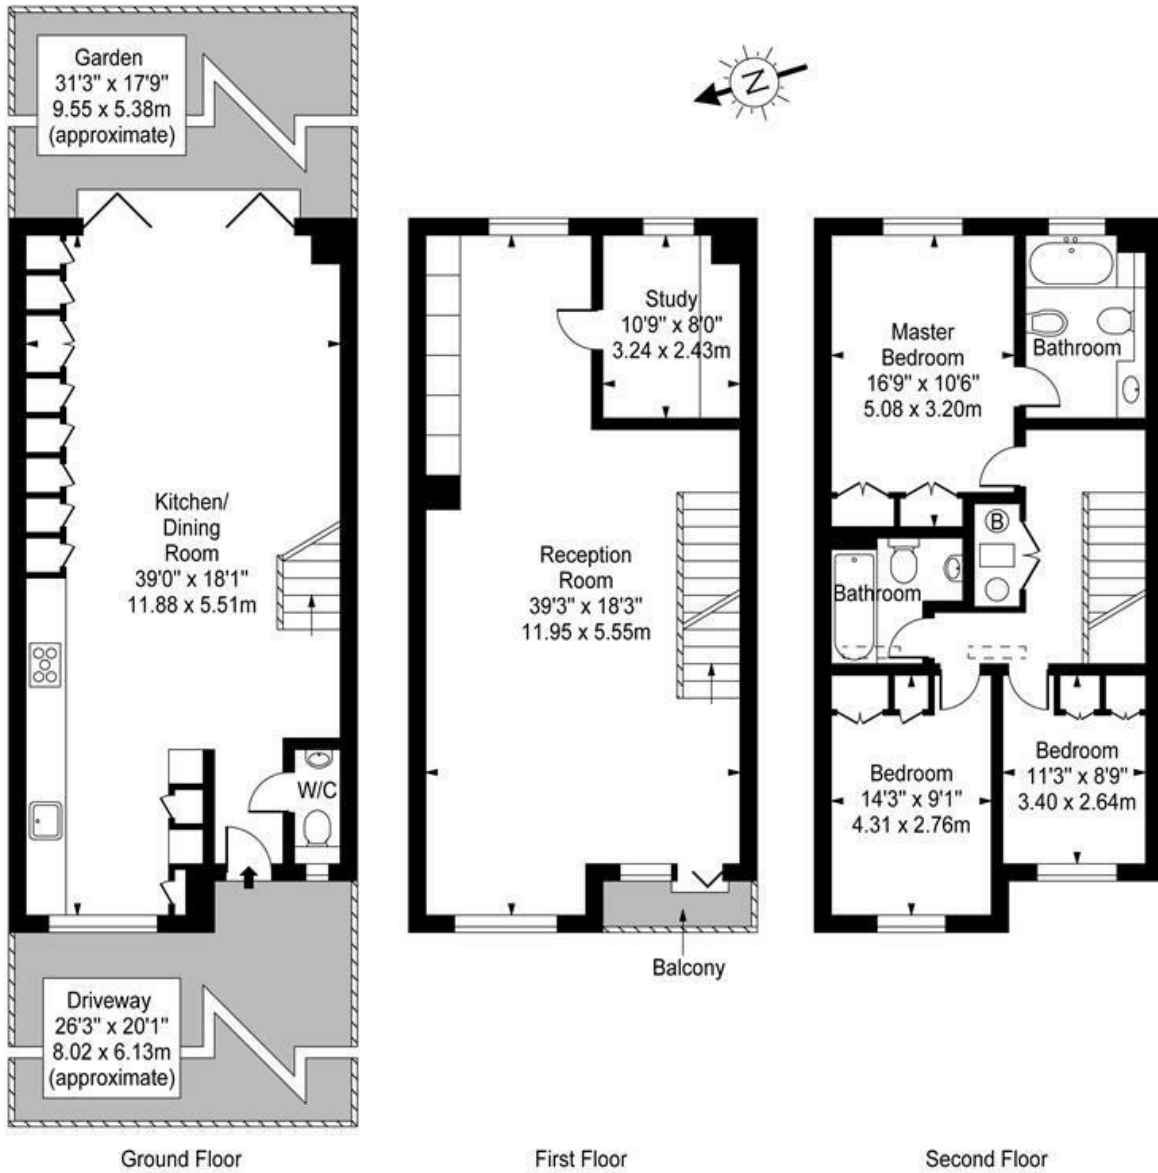 Garden
31'3" x 17'9"
9.55 x 5.38m
(approximate)
N
Kitchen/
Dining
Room
39'0" x 18'1"
11.88 x 5.51m
W/C
Driveway
26'3" x 20'1"
8.02 x 6.13m
(approximate)
Ground Floor
Study
10'9" x 8'0"
3.24 x 2.43m
Reception
Room
39'3" x 18'3"
11.95 x 5.55m
Balcony
First Floor
Master
Bedroom
16'9" x 10'6"
5.08 x 3.20m
Bathroom
B
Bathroom
Bedroom
14'3" x 9'1"
4.31 x 2.76m
Bedroom
11'3" x 8'9"
3.40 x 2.64m
Second Floor